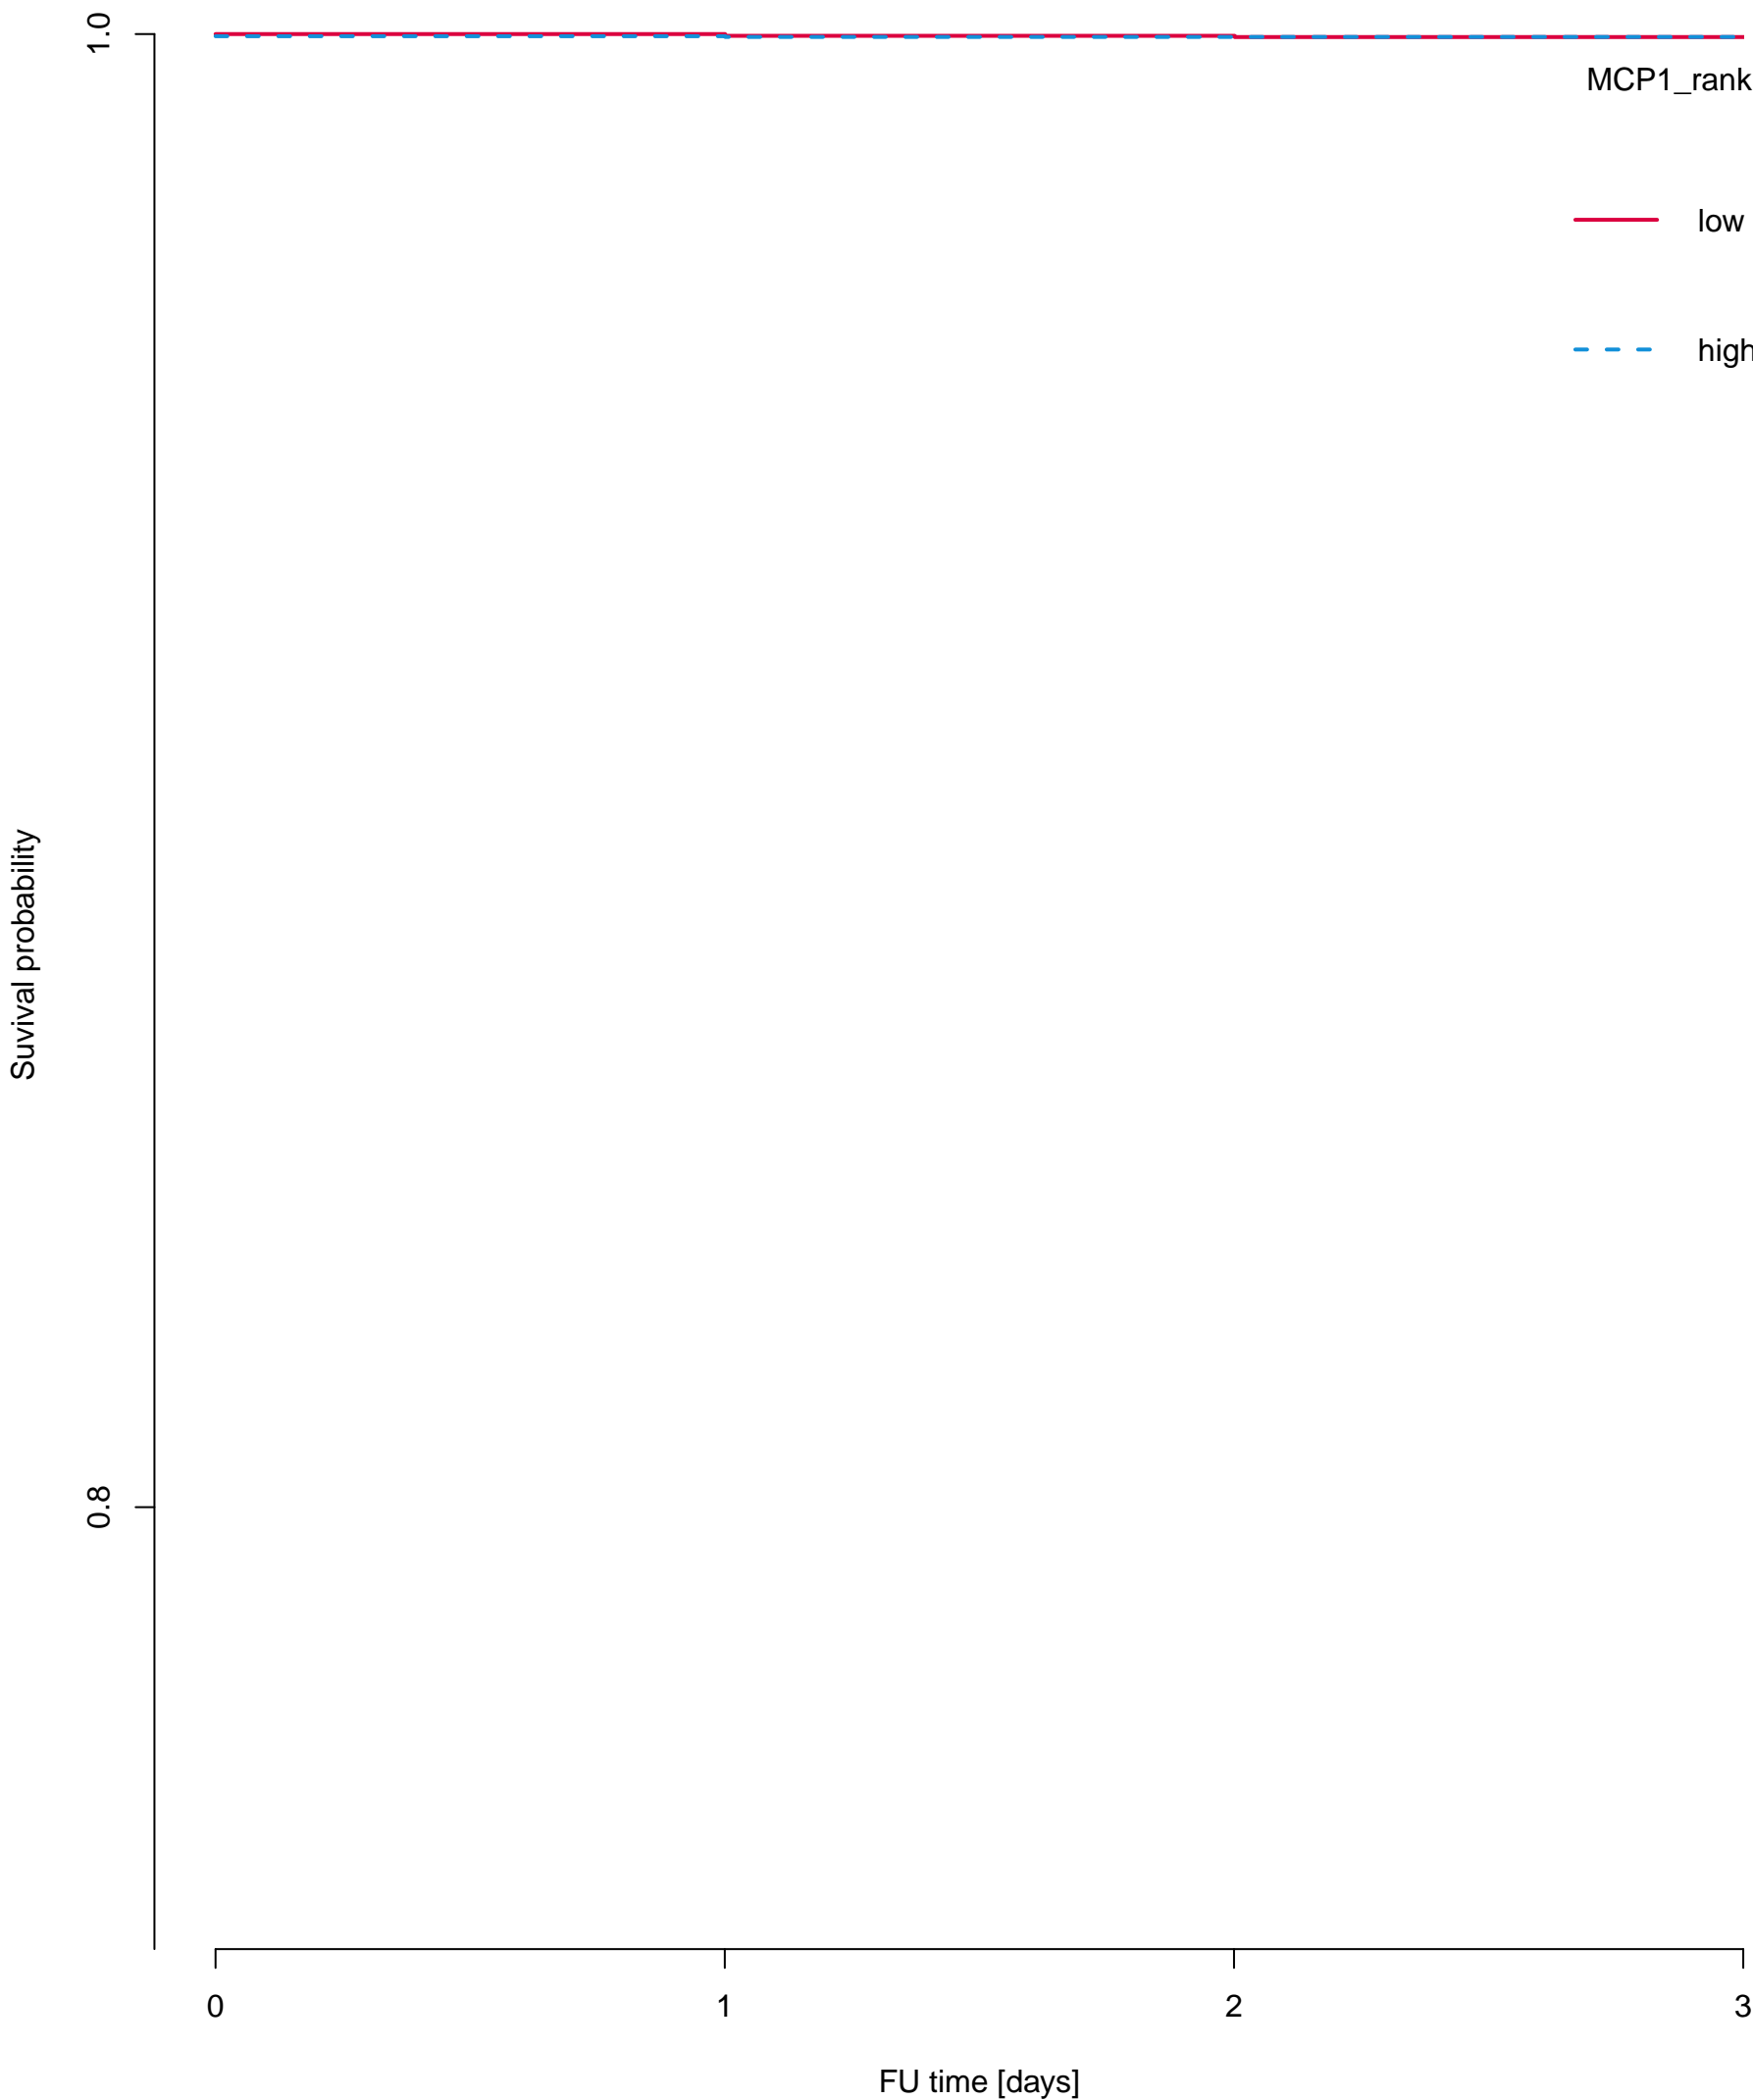 1.0
MCP1_rank
low
high
Suvival probability
0.8
0 1 2 3
FU time [days]